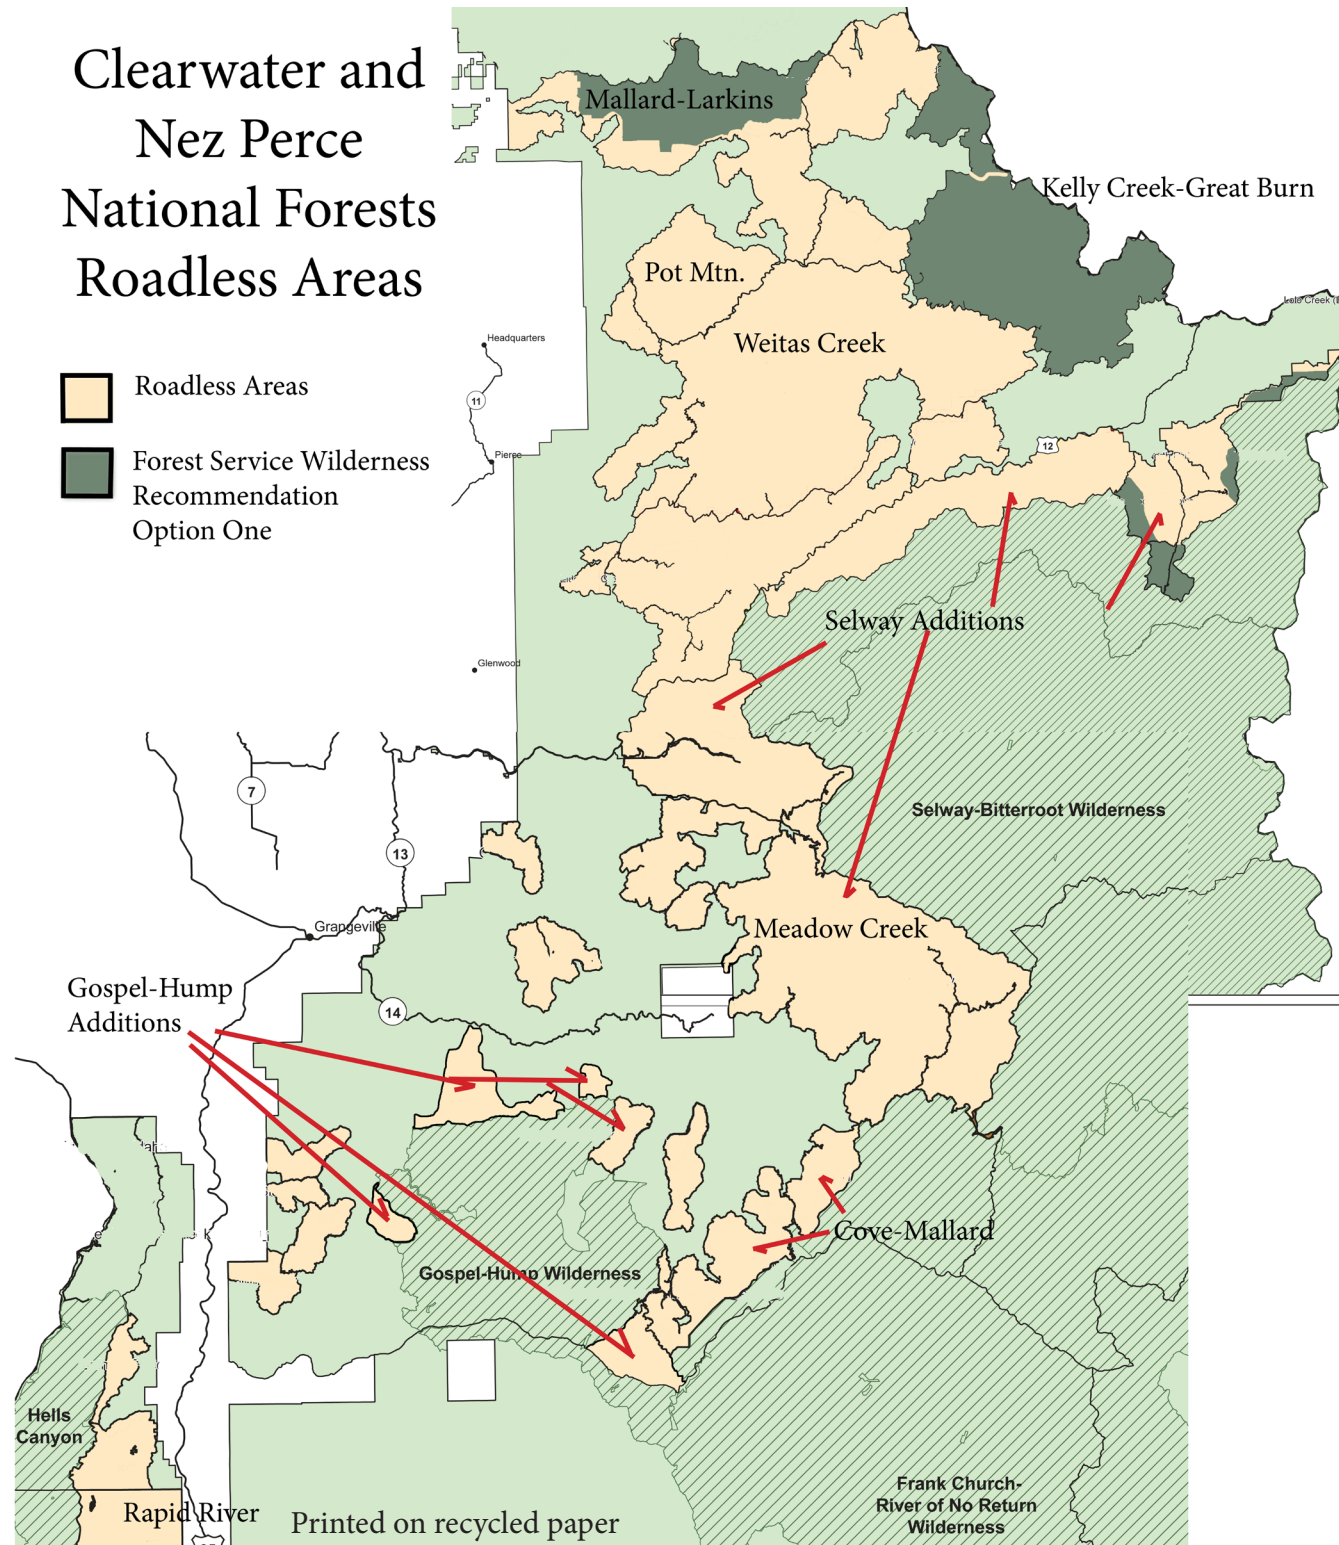 Clearwater and
Nez Perce
National Forests
Roadless Areas
Roadless Areas
Forest Service Wilderness
Recommendation
Option One
Mallard-Larkins
Kelly Creek-Great Burn
Pot Mtn.
Weitas Creek
Headquarters
11
Pierce
12
Selway Additions
Glenwood
7
13
Selway-Bitterroot Wilderness
Grangeville
Meadow Creek
Gospel-Hump
Additions
14
Cove-Mallard
Gospel-Hump Wilderness
Hells
Canyon
Rapid River
Printed on recycled paper
Frank Church-
River of No Return
Wilderness